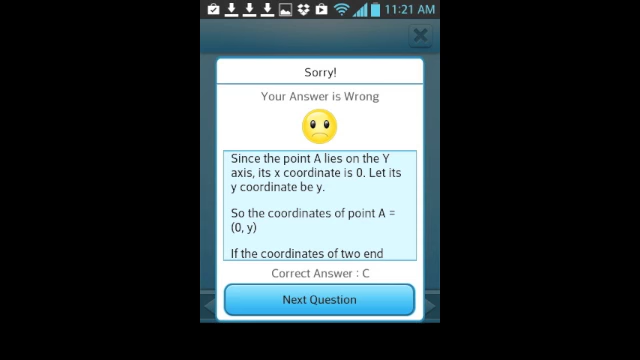 11:21 AM
Sorry!
Your Answer is Wrong
Since the point A lies on the Y
axis, its x coordinate is 0. Let its
y coordinate be y.
So the coordinates of point A =
(0, y)
If the coordinates of two end
Correct Answer : C
Next Question